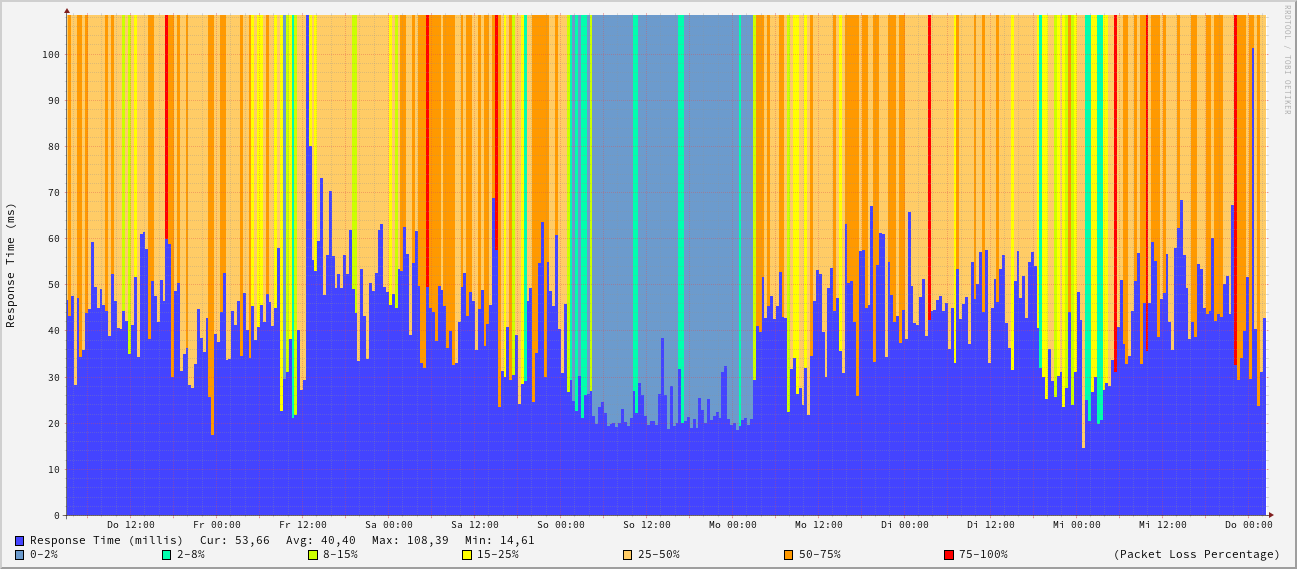 RRDTOOL / TOBI OETIKER
Response Time (ms)
100
90
80
70
60
50
40
30
20
10
0
Do 12:00 Fr 00:00 Fr 12:00 Sa 00:00 Sa 12:00 So 00:00 So 12:00 Mo 00:00 Mo 12:00 Di 00:00 Di 12:00 Mi 00:00 Mi 12:00 Do 00:00
Response Time (millis) Cur: 53,66 Avg: 40,40 Max: 108,39 Min: 14,61
0-2% 2-8% 8-15% 15-25% 25-50% 50-75% 75-100% (Packet Loss Percentage)